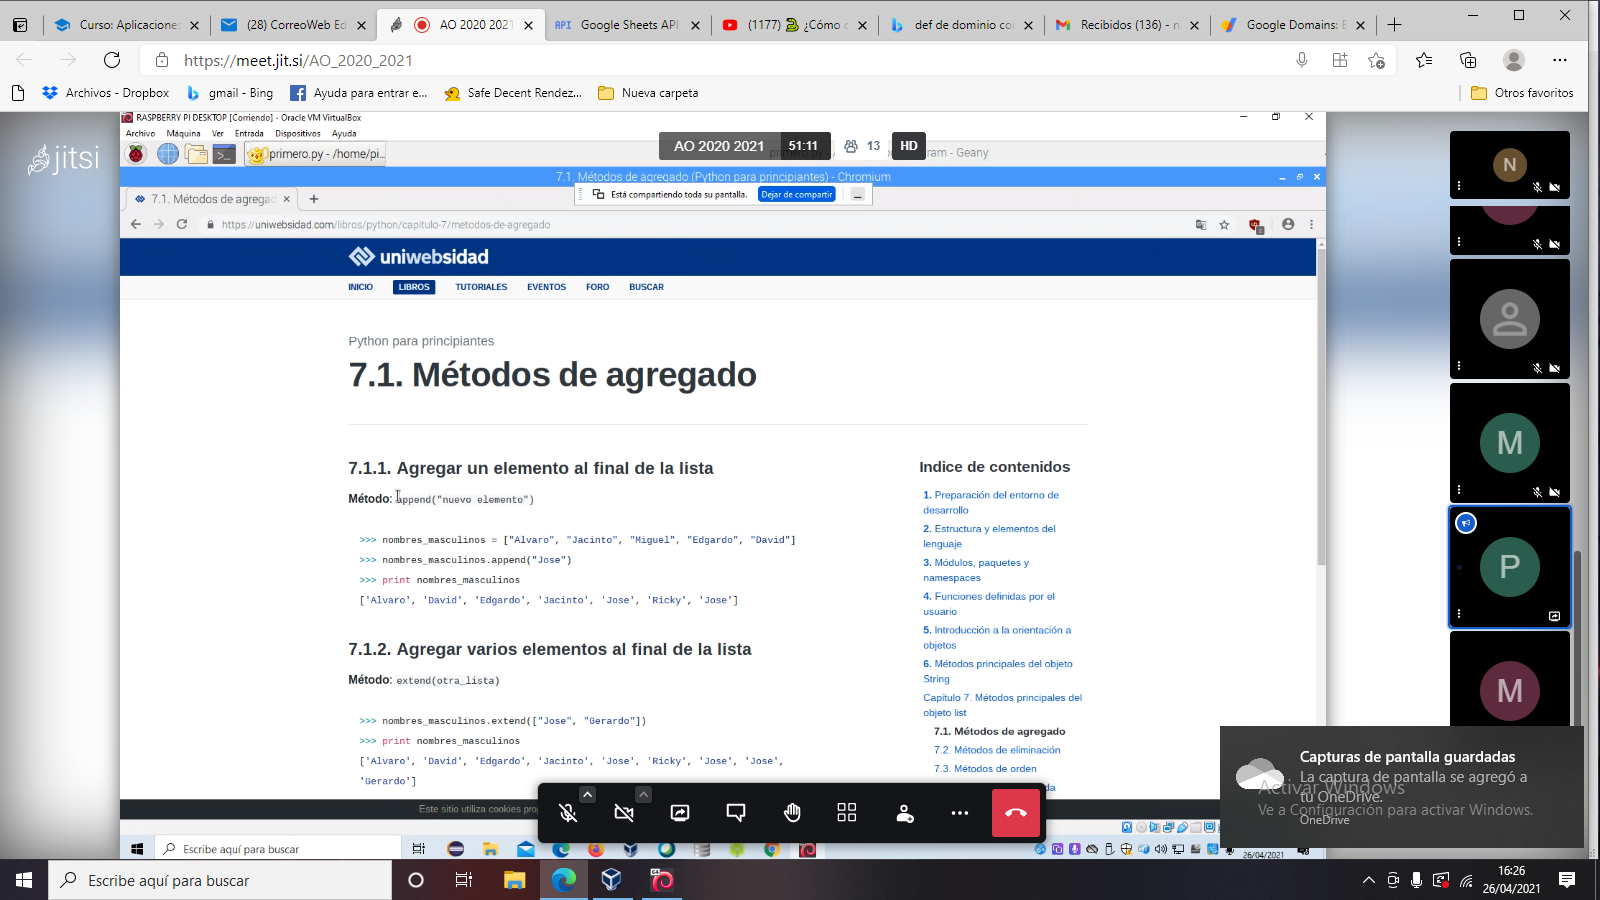 Curso: Aplicacione
(28) CorreoWeb Ed
AO 2020 2021
Google Sheets API
(1177) ¿Cómo c
def de dominio co
Recibidos (136) - n
Google Domains: B
https://meet.jit.si/AO_2020_2021
Archivos - Dropbox
gmail - Bing
Ayuda para entrar e...
Safe Decent Rendez...
Nueva carpeta
Otros favoritos
RASPBERRY PI DESKTOP [Corriendo] - Oracle VM VirtualBox
Archivo Máquina Ver Entrada Dispositivos Ayuda
jitsi
primero.py - /home/pi...
AO 2020 2021 51:11 13 HD
ram - Geany
7.1. Métodos de agregado (Python para principiantes) - Chromium
Está compartiendo toda su pantalla. Dejar de compartir
7.1. Métodos de agregad
https://uniwebsidad.com/libros/python/capitulo-7/metodos-de-agregado
uniwebsidad
INICIO LIBROS TUTORIALES EVENTOS FORO BUSCAR
Python para principiantes
7.1. Métodos de agregado
7.1.1. Agregar un elemento al final de la lista
Método: append("nuevo elemento")
>>> nombres_masculinos = ["Alvaro", "Jacinto", "Miguel", "Edgardo", "David"]
>>> nombres_masculinos.append("Jose")
>>> print nombres_masculinos
['Alvaro', 'David', 'Edgardo', 'Jacinto', 'Jose', 'Ricky', 'Jose']
7.1.2. Agregar varios elementos al final de la lista
Método: extend(otra_lista)
>>> nombres_masculinos.extend(["Jose", "Gerardo"])
>>> print nombres_masculinos
['Alvaro', 'David', 'Edgardo', 'Jacinto', 'Jose', 'Ricky', 'Jose', 'Jose',
'Gerardo']
Este sitio utiliza cookies prop
Indice de contenidos
1. Preparación del entorno de
desarrollo
2. Estructura y elementos del
lenguaje
3. Módulos, paquetes y
namespaces
4. Funciones definidas por el
usuario
5. Introducción a la orientación a
objetos
6. Métodos principales del objeto
String
Capítulo 7. Métodos principales del
objeto list
7.1. Métodos de agregado
7.2. Métodos de eliminación
7.3. Métodos de orden
da
N
M
P
M
Capturas de pantalla guardadas
La captura de pantalla se agregó a
tu OneDrive.
OneDrive
Activar Windows
Ve a Configuración para activar Windows.
Escribe aquí para buscar
26/04/2021
Escribe aquí para buscar
16:26
26/04/2021